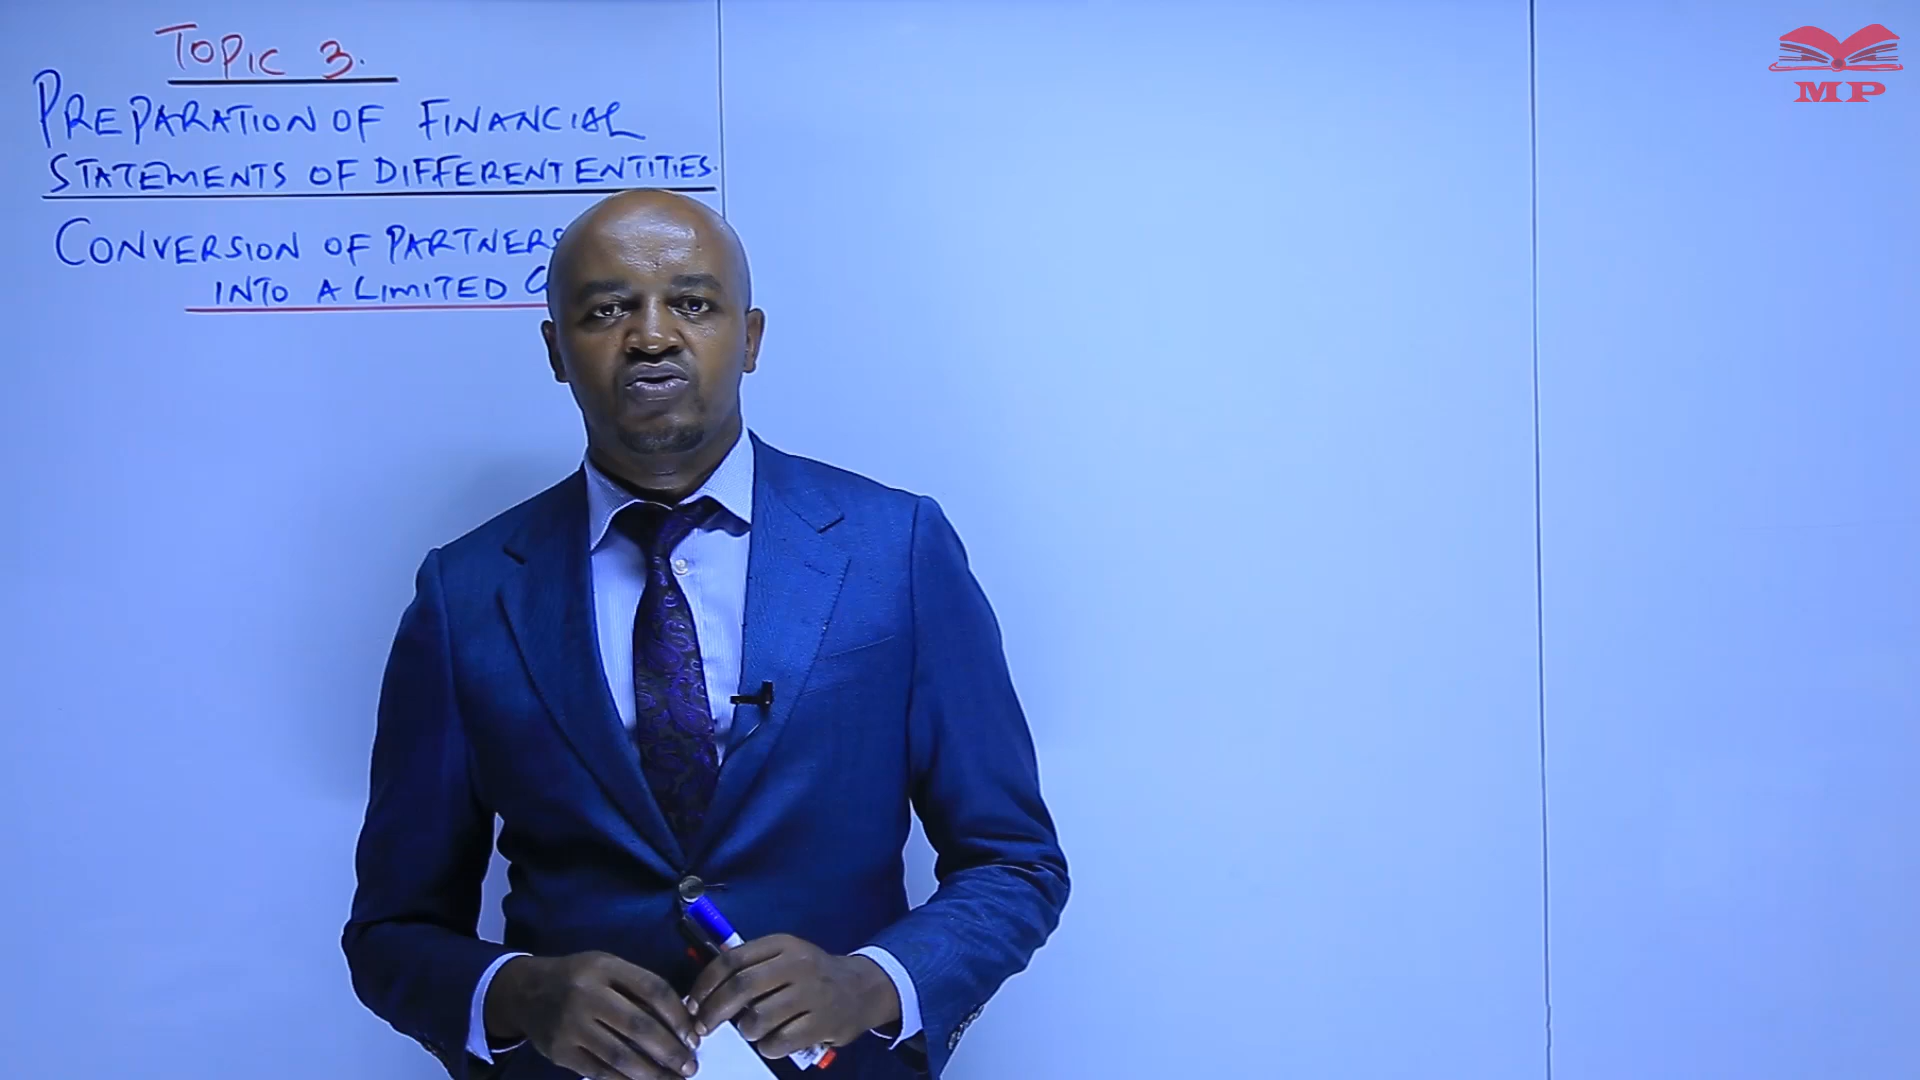 TOPIC 3.
PREPARATION OF FINANCIAL
STATEMENTS OF DIFFERENT ENTITIES.
CONVERSION OF
INTO A LIMITED
MP